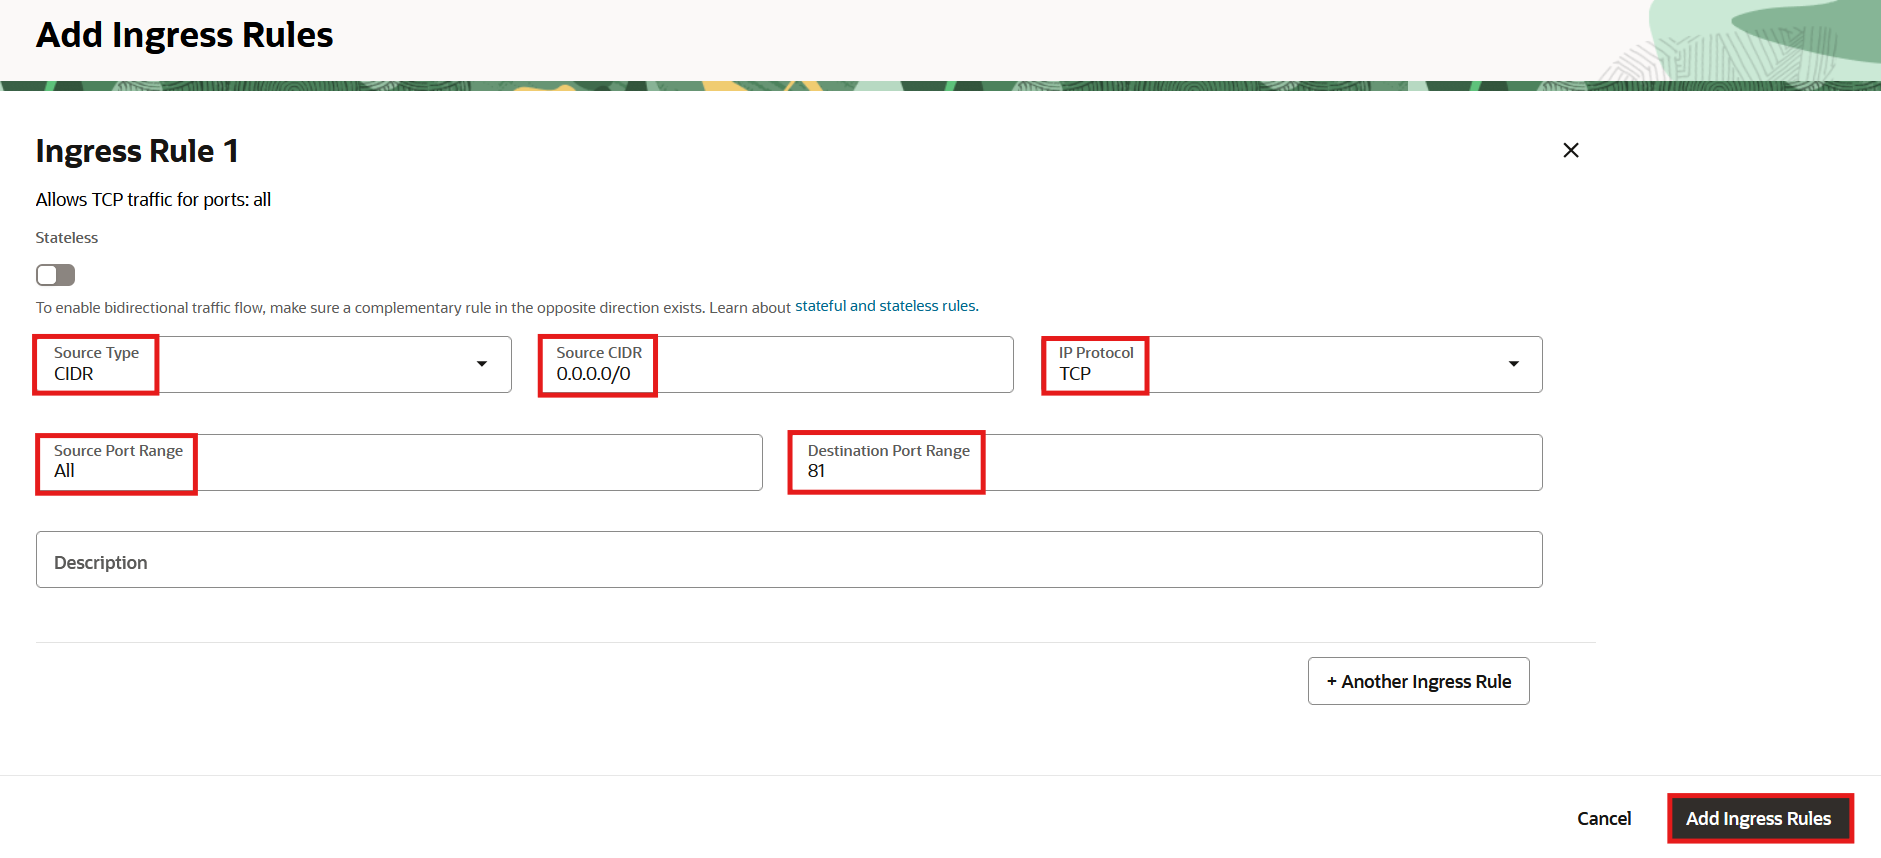 Add Ingress Rules
Ingress Rule 1
Allows TCP traffic for ports: all
Stateless
To enable bidirectional traffic flow, make sure a complementary rule in the opposite direction exists. Learn about stateful and stateless rules.
Source Type
CIDR
Source CIDR
0.0.0.0/0
IP Protocol
TCP
Source Port Range
All
Destination Port Range
81
Description
+ Another Ingress Rule
Cancel
Add Ingress Rules